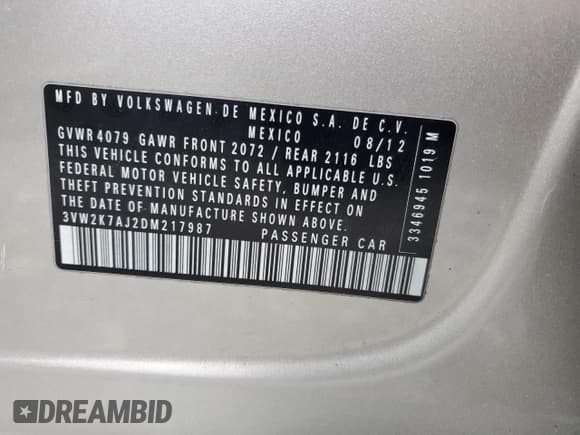 MFD BY VOLKSWAGEN DE MEXICO S.A. DE C.V.
MEXICO 08/12
GVWR 4079 GAWR FRONT 2072 / REAR 2116 LBS
THIS VEHICLE CONFORMS TO ALL APPLICABLE U.S.
FEDERAL MOTOR VEHICLE SAFETY, BUMPER AND
THEFT PREVENTION STANDARDS IN EFFECT ON
THE DATE OF MANUFACTURE SHOWN ABOVE.
3VW2K7AJ2DM217987 PASSENGER CAR
3346945 1019 M
DREAMBID